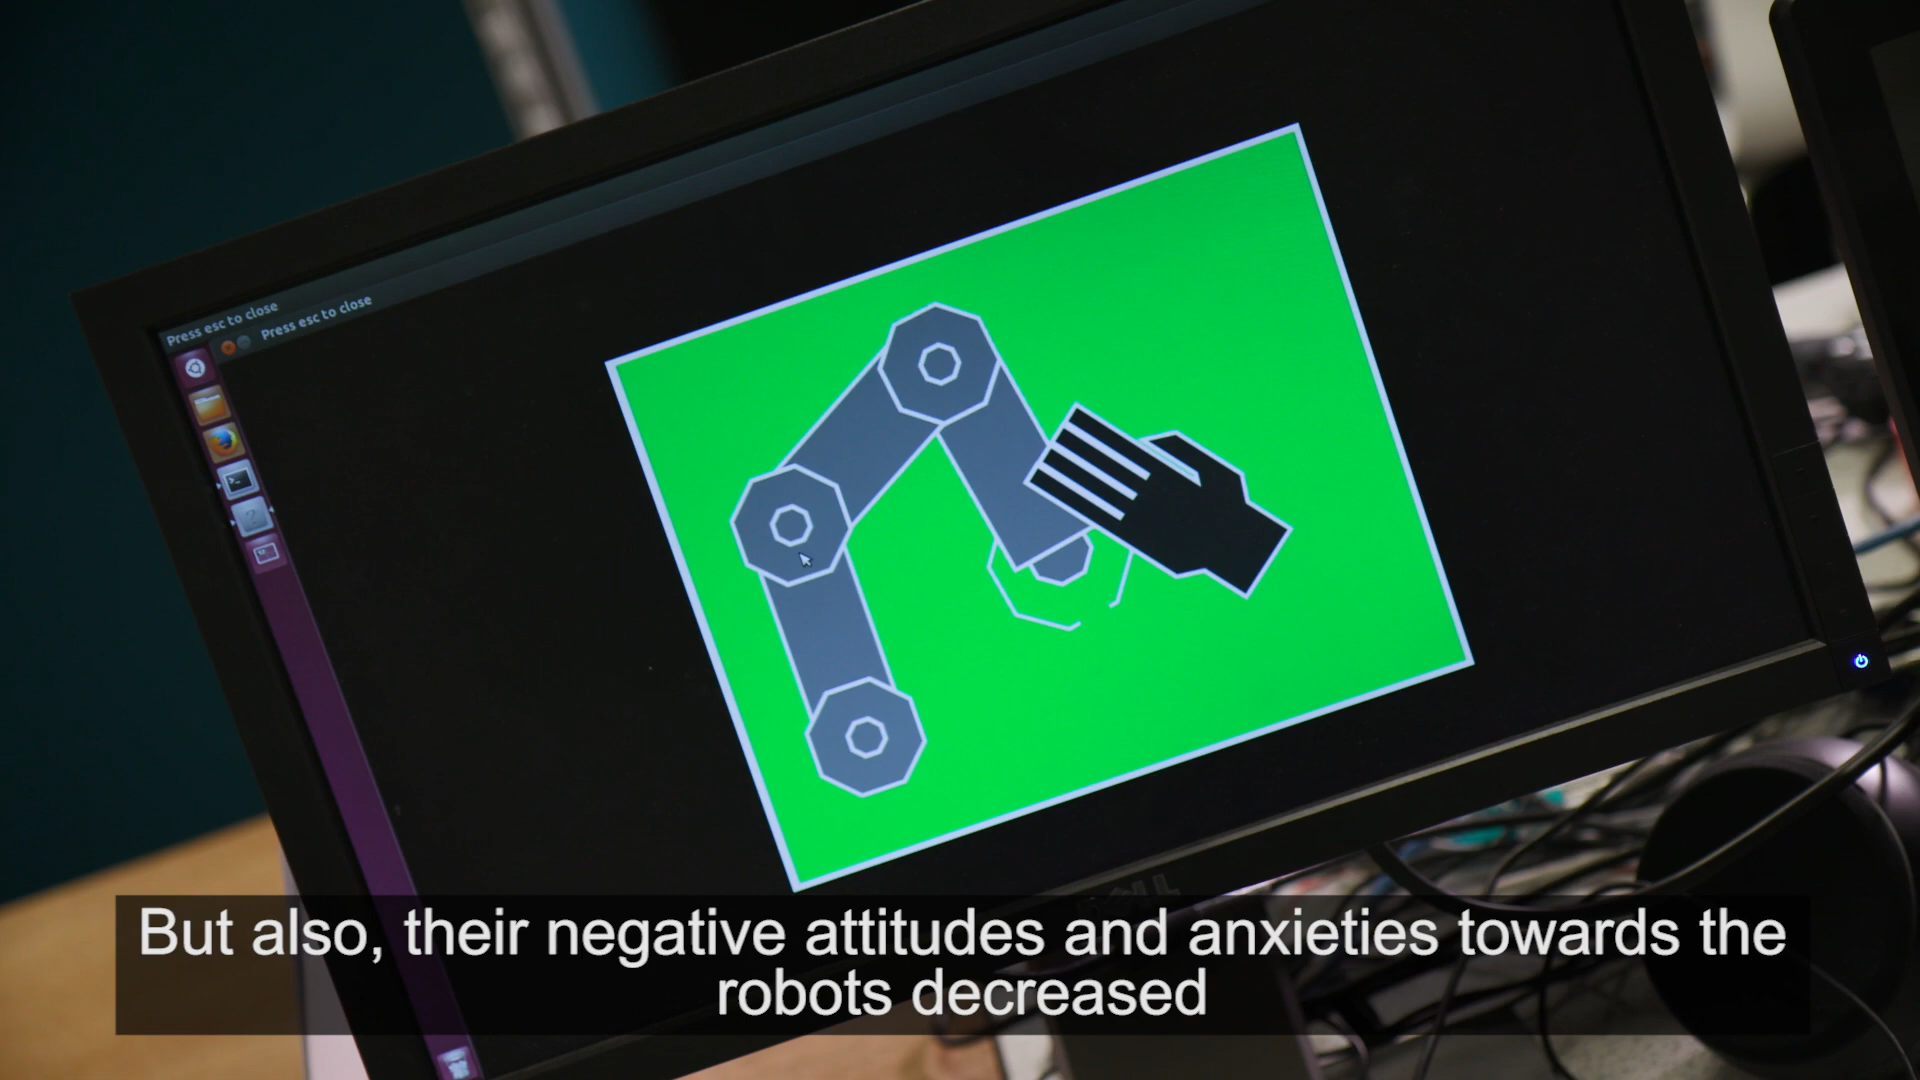 Press esc to close
Press esc to close
But also, their negative attitudes and anxieties towards the
robots decreased